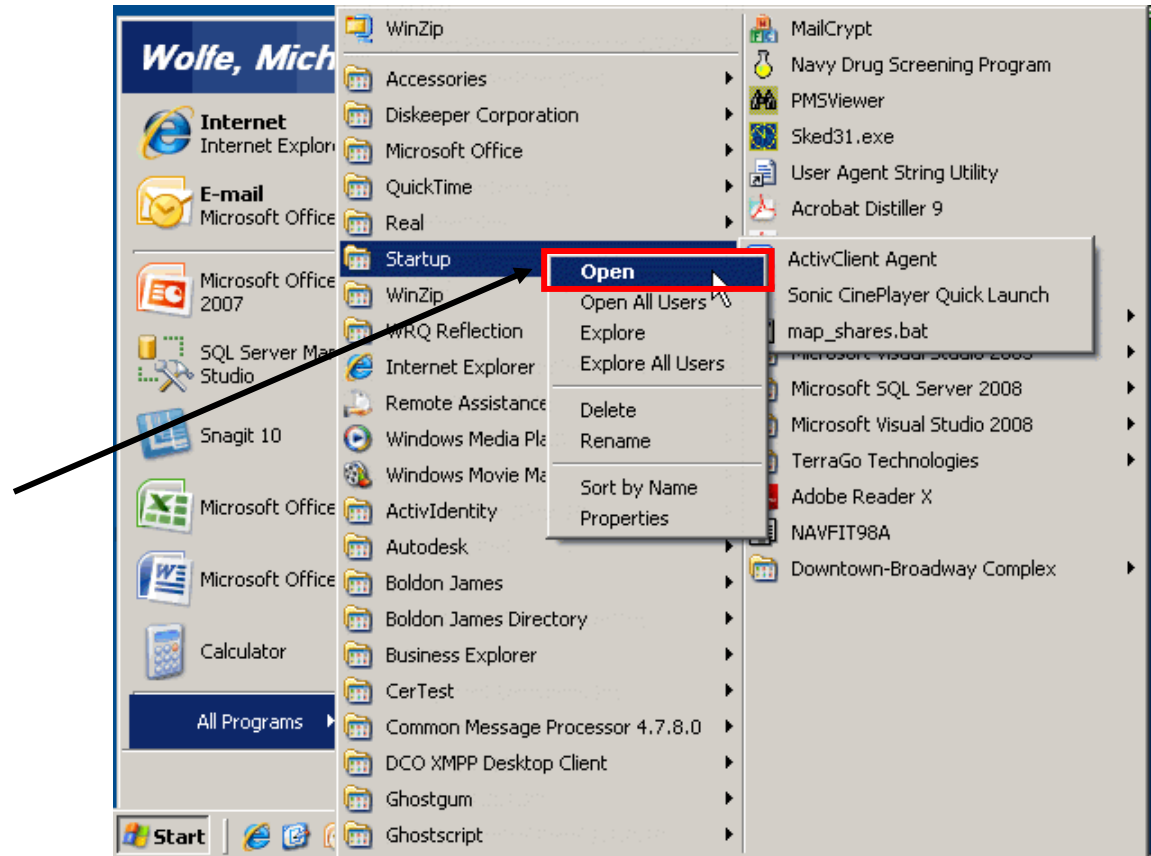 Wolfe, Mich
Internet
Internet Explor
E-mail
Microsoft Office
Microsoft Office
2007
SQL Server Man
Studio
Snagit 10
Microsoft Office
Microsoft Office
Calculator
All Programs
Start
WinZip
Accessories
Diskeeper Corporation
Microsoft Office
QuickTime
Real
Startup
WinZip
WRQ Reflection
Internet Explorer
Remote Assistance
Windows Media Pla
Windows Movie Ma
ActivIdentity
Autodesk
Boldon James
Boldon James Directory
Business Explorer
CerTest
Common Message Processor 4.7.8.0
DCO XMPP Desktop Client
Ghostgum
Ghostscript
Open
Open All Users
Explore
Explore All Users
Delete
Rename
Sort by Name
Properties
MailCrypt
Navy Drug Screening Program
PMSViewer
Sked31.exe
User Agent String Utility
Acrobat Distiller 9
ActivClient Agent
Sonic CinePlayer Quick Launch
map_shares.bat
Microsoft Visual Studio 2005
Microsoft SQL Server 2008
Microsoft Visual Studio 2008
TerraGo Technologies
Adobe Reader X
NAVFIT98A
Downtown-Broadway Complex